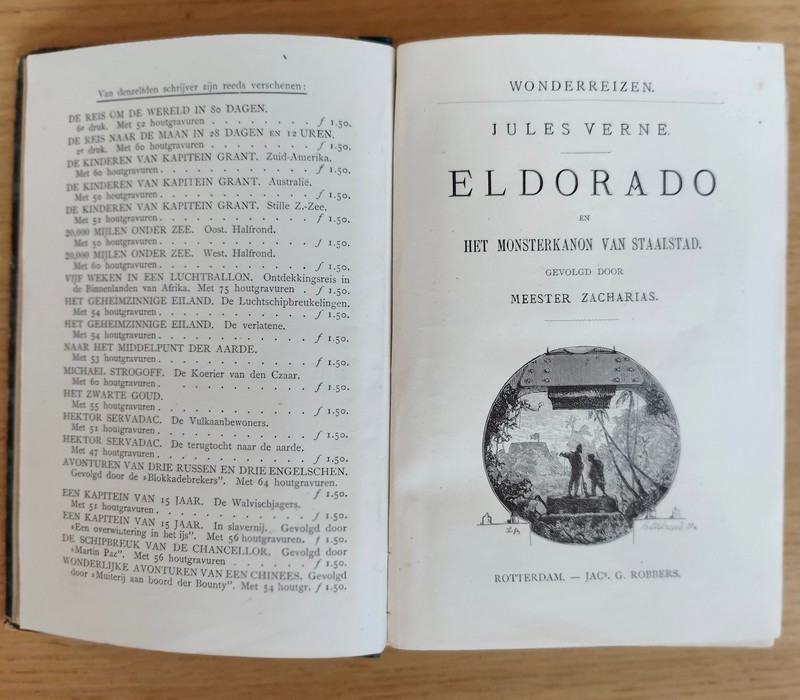 Van denzelfden schrijver zijn reeds verschenen:
DE REIS OM DE WERELD IN 80 DAGEN.
6e druk. Met 52 houtgravuren . . . . . . . . ƒ 1.50.
DE REIS NAAR DE MAAN IN 28 DAGEN EN 12 UREN.
2e druk. Met 60 houtgravuren . . . . . . . . ƒ 1.50.
DE KINDEREN VAN KAPITEIN GRANT. Zuid-Amerika.
Met 60 houtgravuren . . . . . . . . . . . ƒ 1.50.
DE KINDEREN VAN KAPITEIN GRANT. Australië.
Met 50 houtgravuren . . . . . . . . . . . ƒ 1.50.
DE KINDEREN VAN KAPITEIN GRANT. Stille Z.-Zee.
Met 52 houtgravuren . . . . . . . . . . . ƒ 1.50.
20,000 MIJLEN ONDER ZEE. Oost. Halfrond.
Met 50 houtgravuren . . . . . . . . . . . ƒ 1.50.
20,000 MIJLEN ONDER ZEE. West. Halfrond.
Met 60 houtgravuren . . . . . . . . . . . ƒ 1.50.
VIJF WEKEN IN EEN LUCHTBALLON. Ontdekkingsreis in
de Binnenlanden van Afrika. Met 75 houtgravuren . ƒ 1.50.
HET GEHEIMZINNIGE EILAND. De Luchtschipbreukelingen.
Met 54 houtgravuren . . . . . . . . . . . ƒ 1.50.
HET GEHEIMZINNIGE EILAND. De verlatene.
Met 54 houtgravuren . . . . . . . . . . . ƒ 1.50.
NAAR HET MIDDELPUNT DER AARDE.
Met 53 houtgravuren . . . . . . . . . . . ƒ 1.50.
MICHAEL STROGOFF. De Koerier van den Czaar.
Met 60 houtgravuren . . . . . . . . . . . ƒ 1.50.
HET ZWARTE GOUD.
Met 55 houtgravuren . . . . . . . . . . . ƒ 1.50.
HEKTOR SERVADAC. De Vulkaanbewoners.
Met 51 houtgravuren . . . . . . . . . . . ƒ 1.50.
HEKTOR SERVADAC. De terugtocht naar de aarde.
Met 47 houtgravuren . . . . . . . . . . . ƒ 1.50.
AVONTUREN VAN DRIE RUSSEN EN DRIE ENGELSCHEN.
Gevolgd door de »Blokkadebrekers". Met 64 houtgravuren.
ƒ 1.50.
EEN KAPITEIN VAN 15 JAAR. De Walvischjagers.
Met 51 houtgravuren . . . . . . . . . . . ƒ 1.50.
EEN KAPITEIN VAN 15 JAAR. In slavernij. Gevolgd door
»Een overwintering in het ijs". Met 56 houtgravuren. ƒ 1.50.
DE SCHIPBREUK VAN DE CHANCELLOR. Gevolgd door
»Martin Paz". Met 56 houtgravuren . . . . . . ƒ 1.50.
WONDERLIJKE AVONTUREN VAN EEN CHINEES. Gevolgd
door »Muiterij aan boord der Bounty". Met 54 houtgr. ƒ 1.50.
WONDERREIZEN.
JULES VERNE.
ELDORADO
EN
HET MONSTERKANON VAN STAALSTAD.
GEVOLGD DOOR
MEESTER ZACHARIAS.
ROTTERDAM. — JACs. G. ROBBERS.